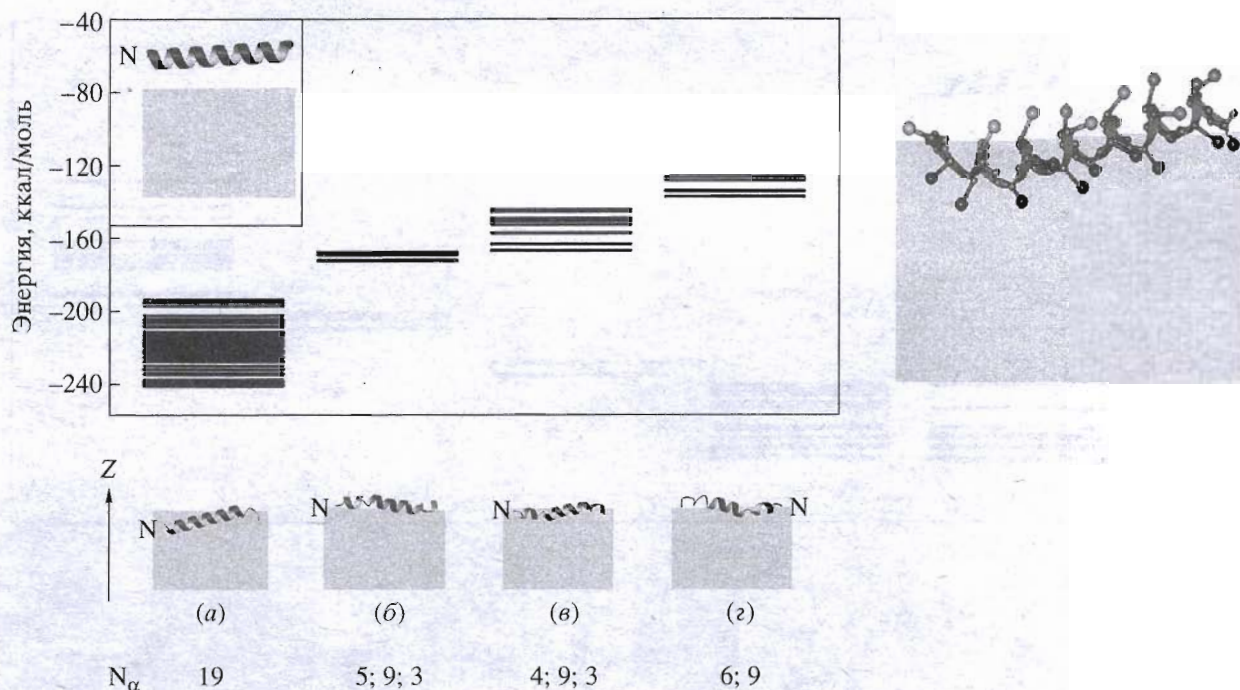 Энергия, ккал/моль
−40
−80
−120
−160
−200
−240
N
Z
N
N
N
N
(а)
(б)
(в)
(г)
Nα 19 5; 9; 3 4; 9; 3 6; 9